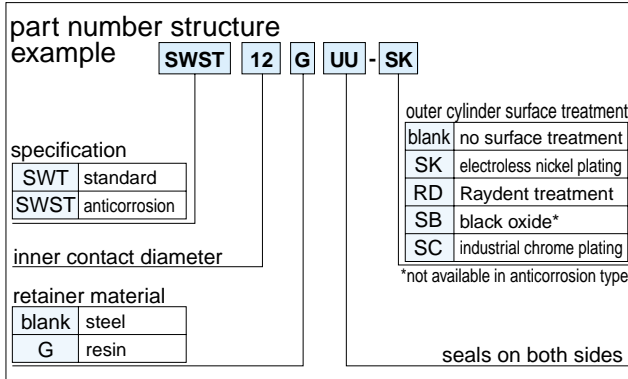 part number structure
example SWST 12 G UU - SK
specification
SWT standard
SWST anticorrosion
inner contact diameter
retainer material
blank steel
G resin
outer cylinder surface treatment
blank no surface treatment
SK electroless nickel plating
RD Raydent treatment
SB black oxide*
SC industrial chrome plating
*not available in anticorrosion type
seals on both sides